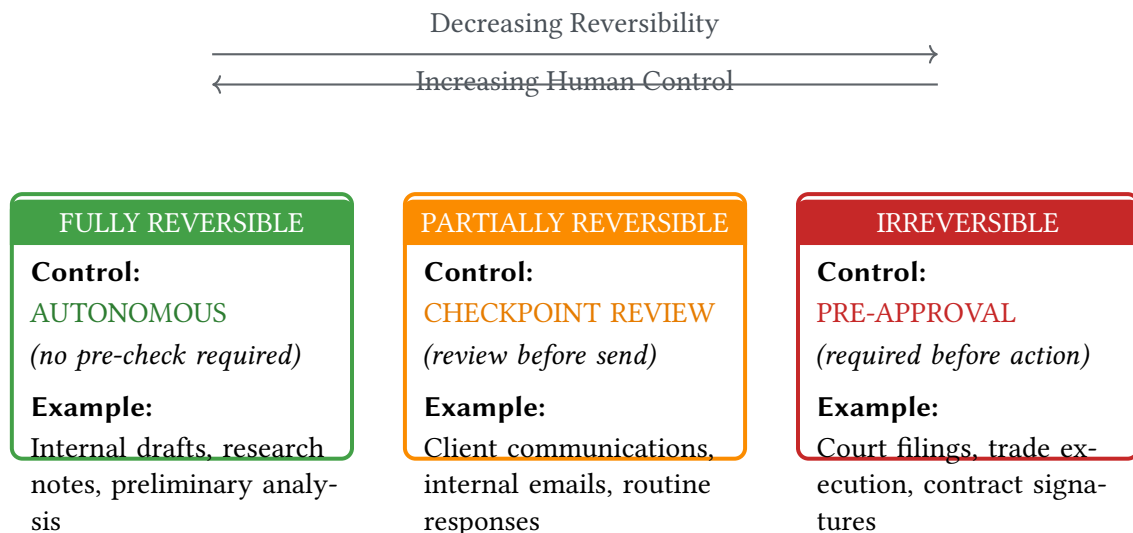 Decreasing Reversibility
Increasing Human Control
FULLY REVERSIBLE
Control:
AUTONOMOUS
(no pre-check required)
Example:
Internal drafts, research
notes, preliminary analy-
sis
PARTIALLY REVERSIBLE
Control:
CHECKPOINT REVIEW
(review before send)
Example:
Client communications,
internal emails, routine
responses
IRREVERSIBLE
Control:
PRE-APPROVAL
(required before action)
Example:
Court filings, trade ex-
ecution, contract signa-
tures